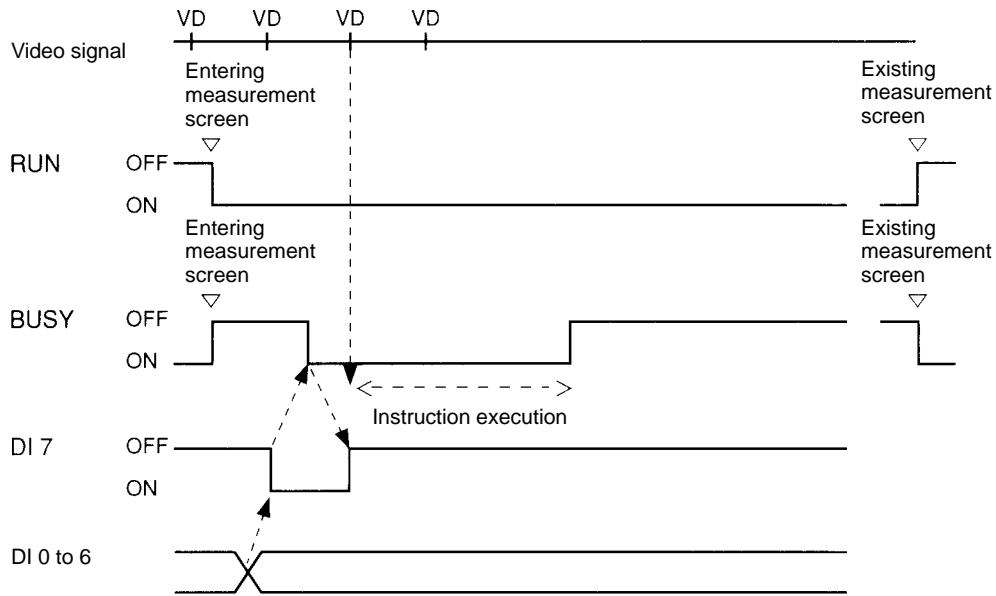 VD VD VD VD
Video signal
Entering
measurement
screen
Existing
measurement
screen
RUN OFF
ON
Entering
measurement
screen
Existing
measurement
screen
BUSY OFF
ON
Instruction execution
DI 7 OFF
ON
DI 0 to 6